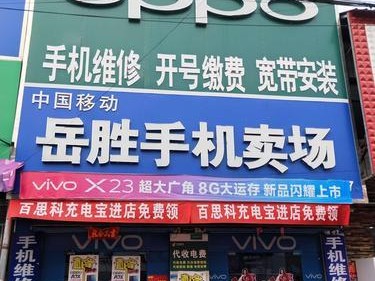 oppo
手机维修 开号缴费 宽带安装
中国移动
岳胜手机卖场
vivo X23 超大广角 8G大运存 新品闪耀上市
百思科充电宝进店免费领 百思科充电宝进店免费领
手机维修
vivo
代收电费
vivo
手机维